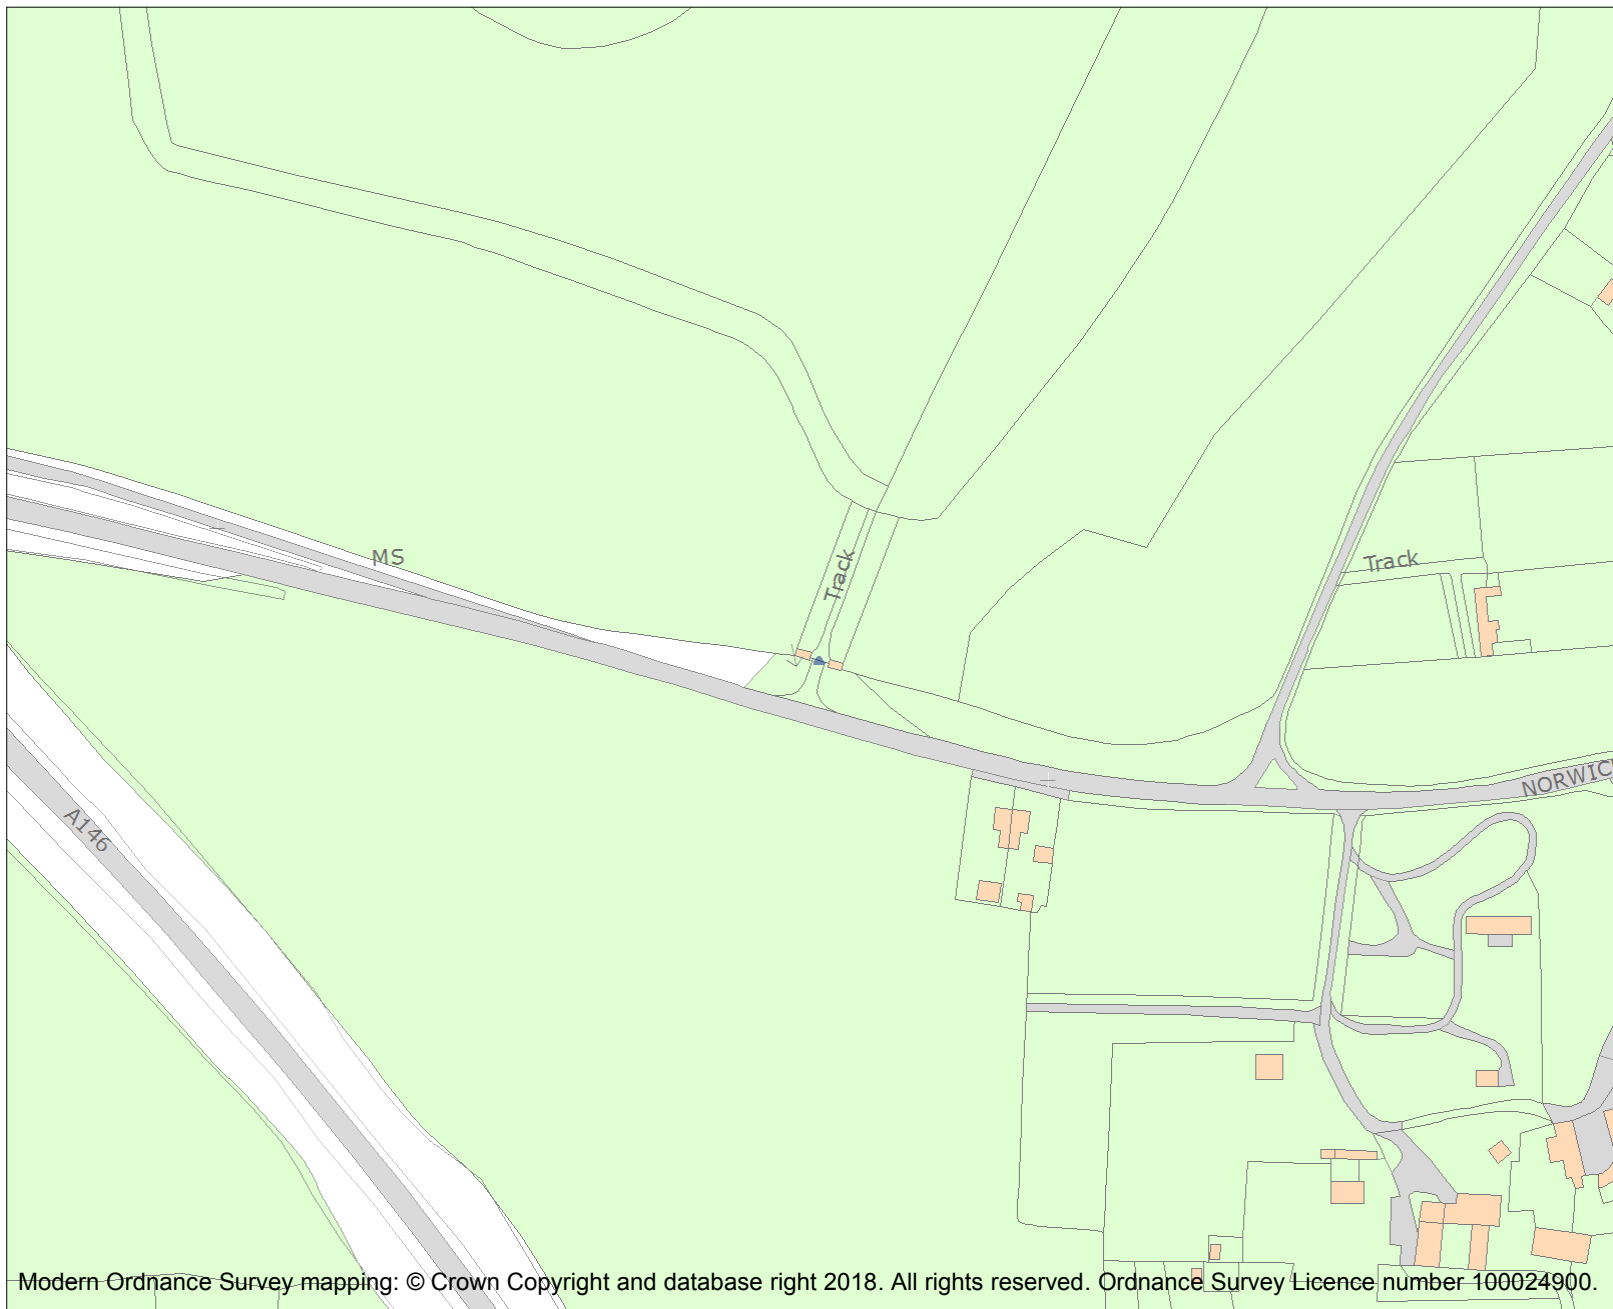 MS
Track
Track
NORWIC
A146
Modern Ordnance Survey mapping: © Crown Copyright and database right 2018. All rights reserved. Ordnance Survey Licence number 100024900.